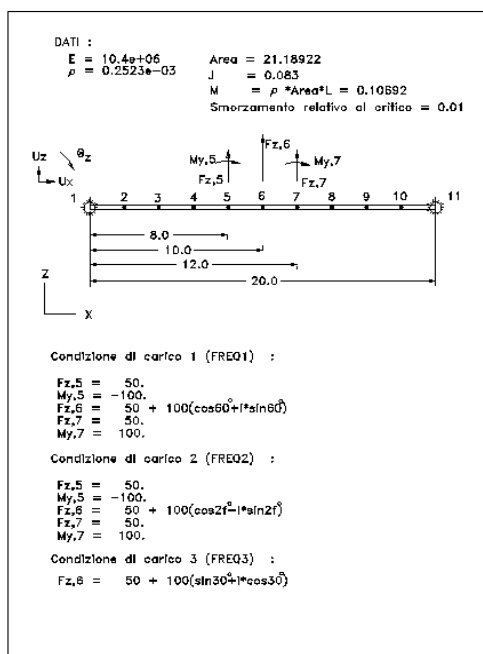 DATI :
E = 10.4e+06 Area = 21.18922
ρ = 0.2523e-03 J = 0.083
M = ρ *Area*L = 0.10692
Smorzamento relativo al critico = 0.01
Uz θz Ux
My,5 Fz,5 Fz,6 My,7 Fz,7
1 2 3 4 5 6 7 8 9 10 11
8.0
10.0
12.0
20.0
Z
X
Condizione di carico 1 (FREQ1) :
Fz,5 = 50.
My,5 = -100.
Fz,6 = 50 + 100(cos60°+i*sin60°)
Fz,7 = 50.
My,7 = 100.
Condizione di carico 2 (FREQ2) :
Fz,5 = 50.
My,5 = -100.
Fz,6 = 50 + 100(cos2f°-i*sin2f°)
Fz,7 = 50.
My,7 = 100.
Condizione di carico 3 (FREQ3) :
Fz,6 = 50 + 100(sin30°+i*cos30°)